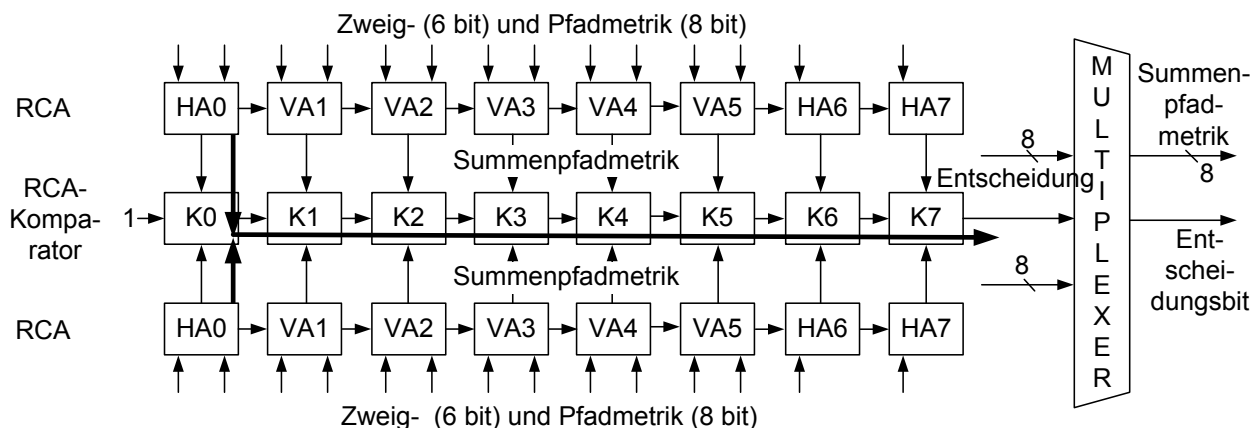 Zweig- (6 bit) und Pfadmetrik (8 bit)
RCA
HA0 VA1 VA2 VA3 VA4 VA5 HA6 HA7
Summenpfadmetrik
RCA-
Kompa-
rator
1
K0 K1 K2 K3 K4 K5 K6 K7
Entscheidung
8
8
Summenpfadmetrik
RCA
HA0 VA1 VA2 VA3 VA4 VA5 HA6 HA7
Zweig- (6 bit) und Pfadmetrik (8 bit)
MULTIPLEXER
Summen-
pfad-
metrik
8
Ent-
schei-
dungsbit